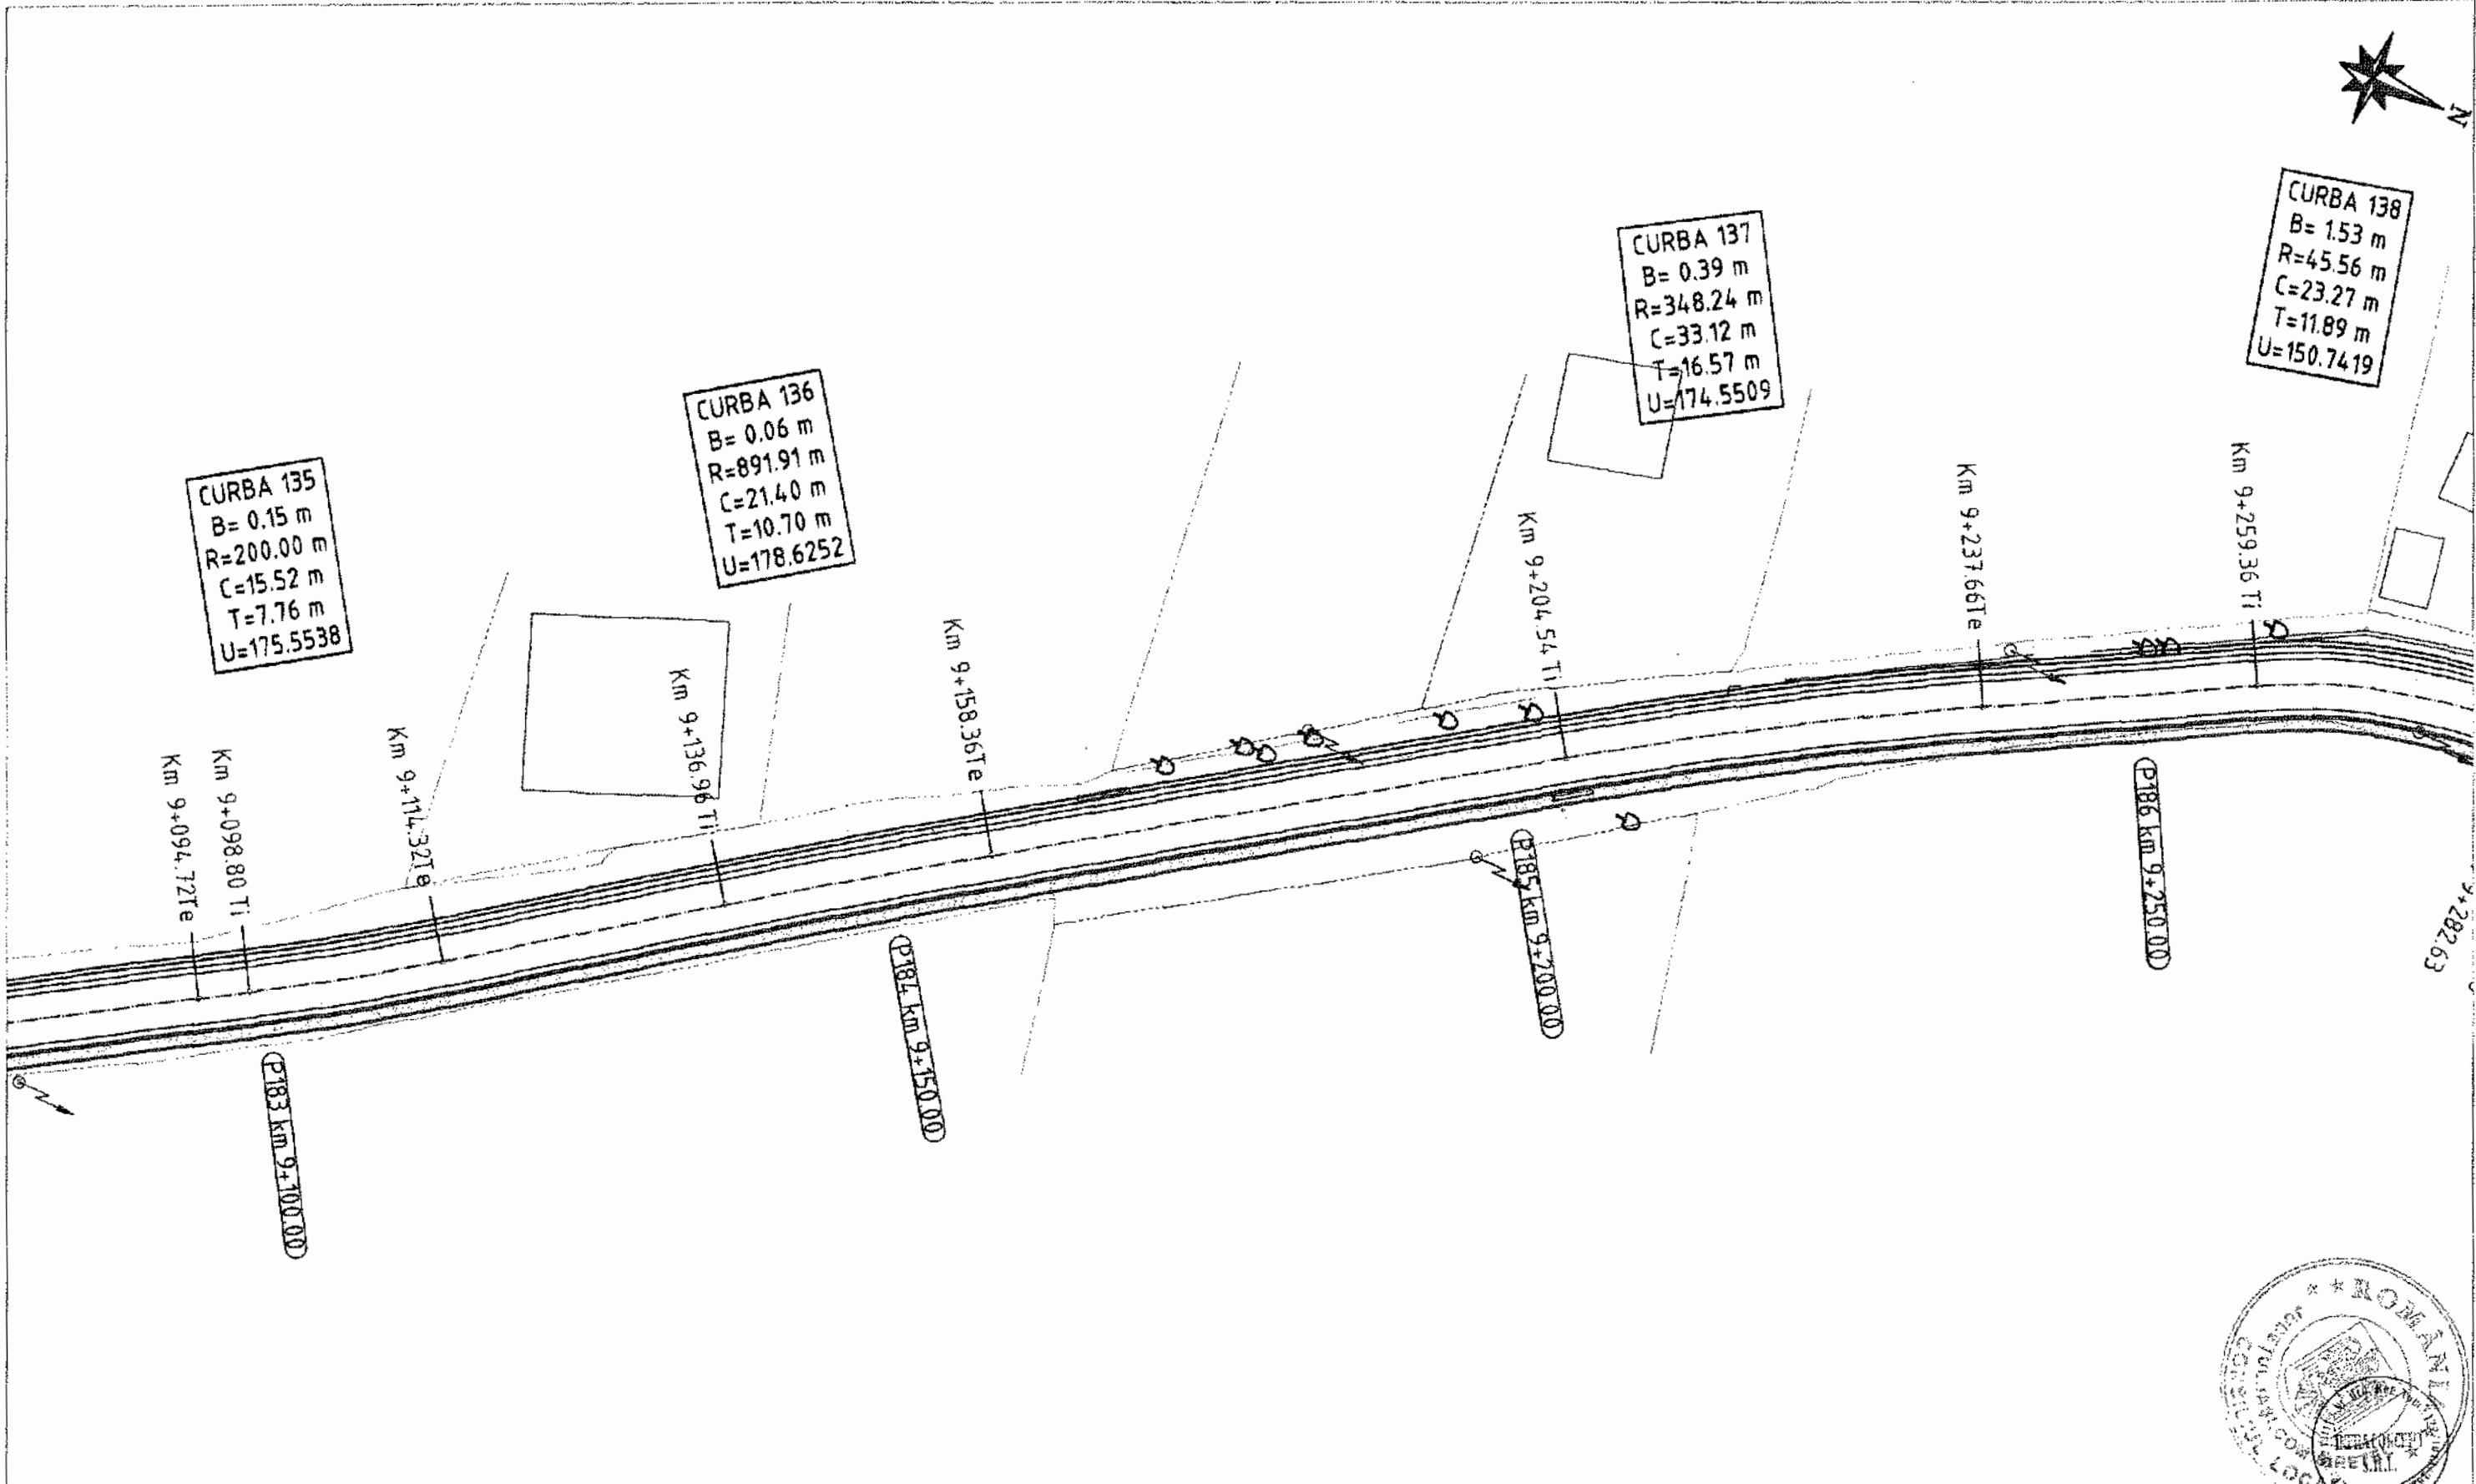 N
CURBA 135
B= 0.15 m
R=200.00 m
C=15.52 m
T=7.76 m
U=175.5538
CURBA 136
B= 0.06 m
R=891.91 m
C=21.40 m
T=10.70 m
U=178.6252
CURBA 137
B= 0.39 m
R=348.24 m
C=33.12 m
T=16.57 m
U=174.5509
CURBA 138
B= 1.53 m
R=45.56 m
C=23.27 m
T=11.89 m
U=150.7419
Km 9+094.72Te
Km 9+098.80 Ti
Km 9+114.32Te
Km 9+136.96 Ti
Km 9+158.36Te
Km 9+204.54 Ti
Km 9+237.66Te
Km 9+259.36 Ti
9+282.63
P183 km 9+100.00
P184 km 9+150.00
P185 km 9+200.00
P186 km 9+250.00